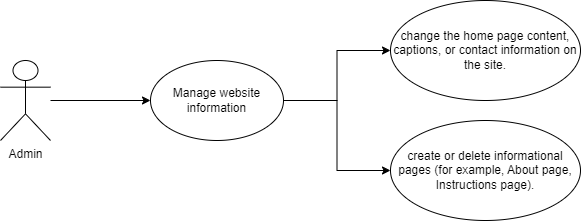 Admin
Manage website
information
change the home page content,
captions, or contact information on
the site.
create or delete informational
pages (for example, About page,
Instructions page).